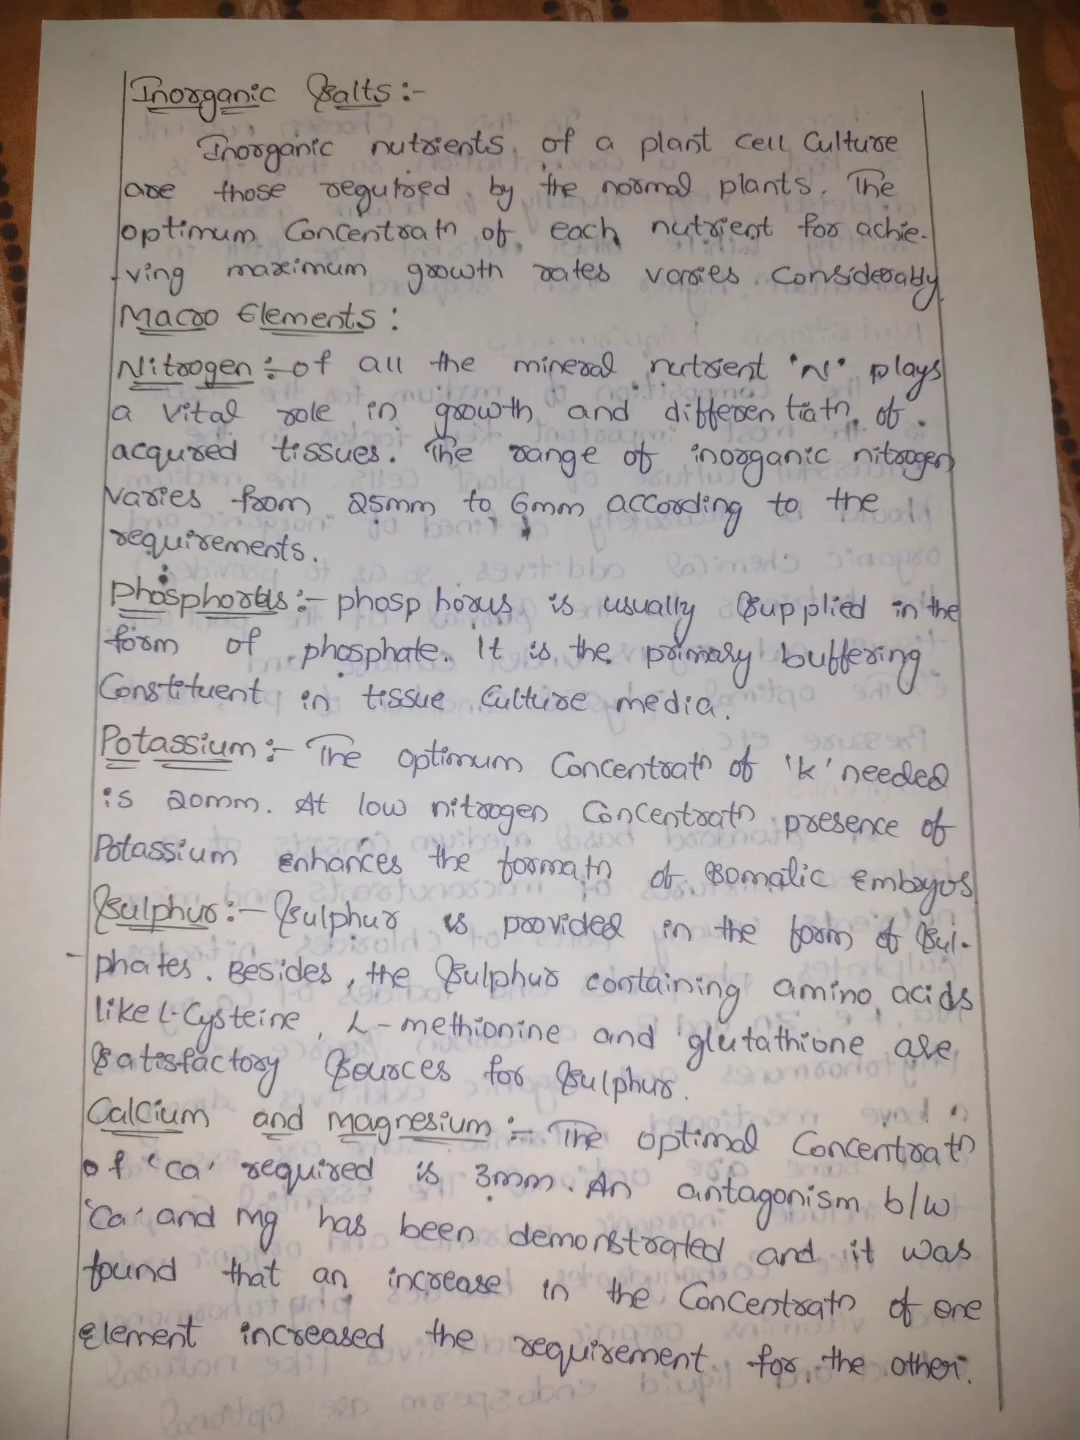 Inorganic Salts :-
Inorganic nutrients of a plant cell Culture
are those required by the normal plants. The
optimum Concentratn of each nutrient for achie-
-ving maximum growth rates varies Considerably
Macro Elements :
Nitrogen :- of all the mineral nutrient 'N' plays
a vital role in growth and differentiatn of
acqured tissues. The range of inorganic nitrogen
varies from 25mm to 6mm according to the
requirements.
Phosphorus :- phosphorus is usually Supplied in the
form of phosphate. It is the primary buffering
Constituent in tissue Culture media.
Potassium :- The optimum Concentratn of 'K' needed
is 20mm. At low nitrogen Concentratn presence of
Potassium enhances the formatn of Somalic Embryos
Sulphur :- Sulphur is provided in the form of Sul-
-phates. Besides, the Sulphur containing amino acids
like L-Cysteine, L-methionine and glutathione are
Satisfactory Sources for Sulphur.
Calcium and Magnesium :- The optimal Concentratn
of 'Ca' required is 3mm. An antagonism b/w
'Ca' and Mg has been demonstrated and it was
found that an increase in the Concentratn of one
element increased the requirement for the other.